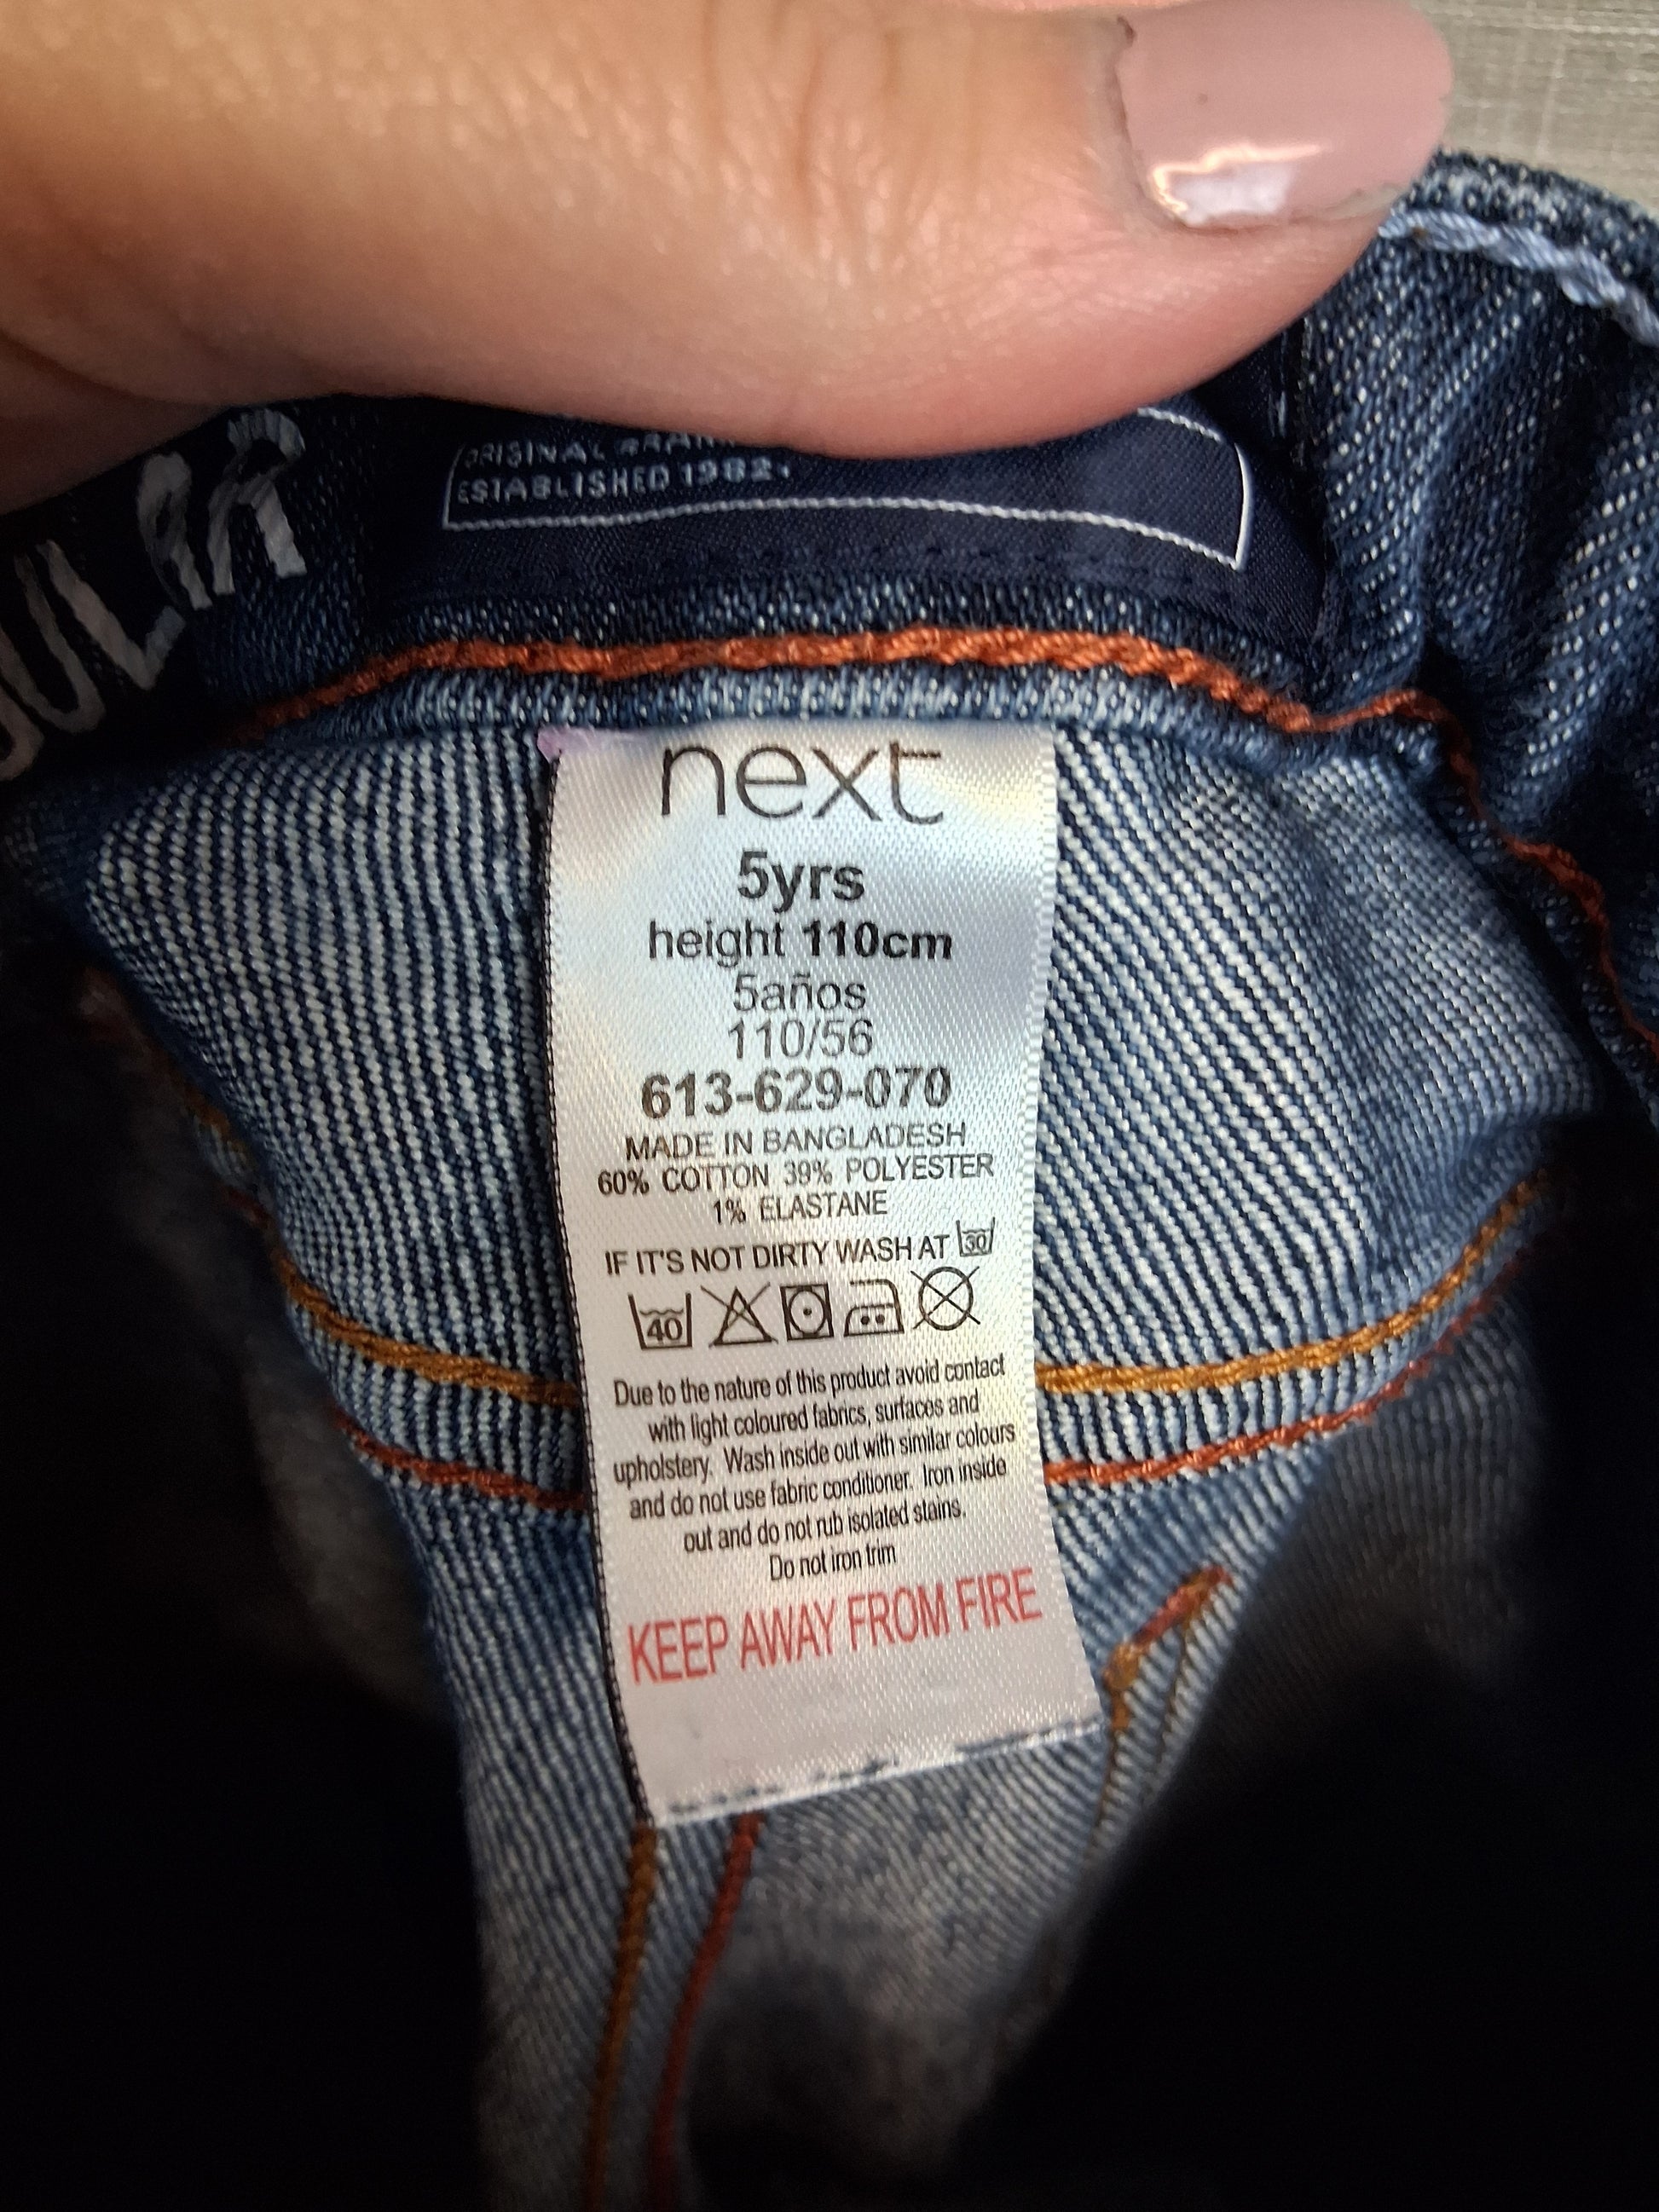 ORIGINAL
ESTABLISHED 1982.
next
5yrs
height 110cm
5años
110/56
613-629-070
MADE IN BANGLADESH
60% COTTON 39% POLYESTER
1% ELASTANE
IF IT'S NOT DIRTY WASH AT 30
40
Due to the nature of this product avoid contact
with light coloured fabrics, surfaces and
upholstery. Wash inside out with similar colours
and do not use fabric conditioner. Iron inside
out and do not rub isolated stains.
Do not iron trim
KEEP AWAY FROM FIRE